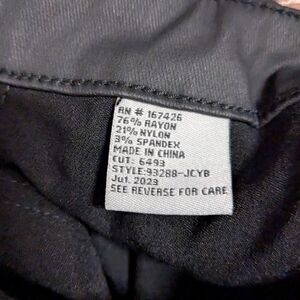 RN # 167426
76% RAYON
21% NYLON
3% SPANDEX
MADE IN CHINA
CUT: 6493
STYLE:93288-JCYB
Jul. 2023
SEE REVERSE FOR CARE